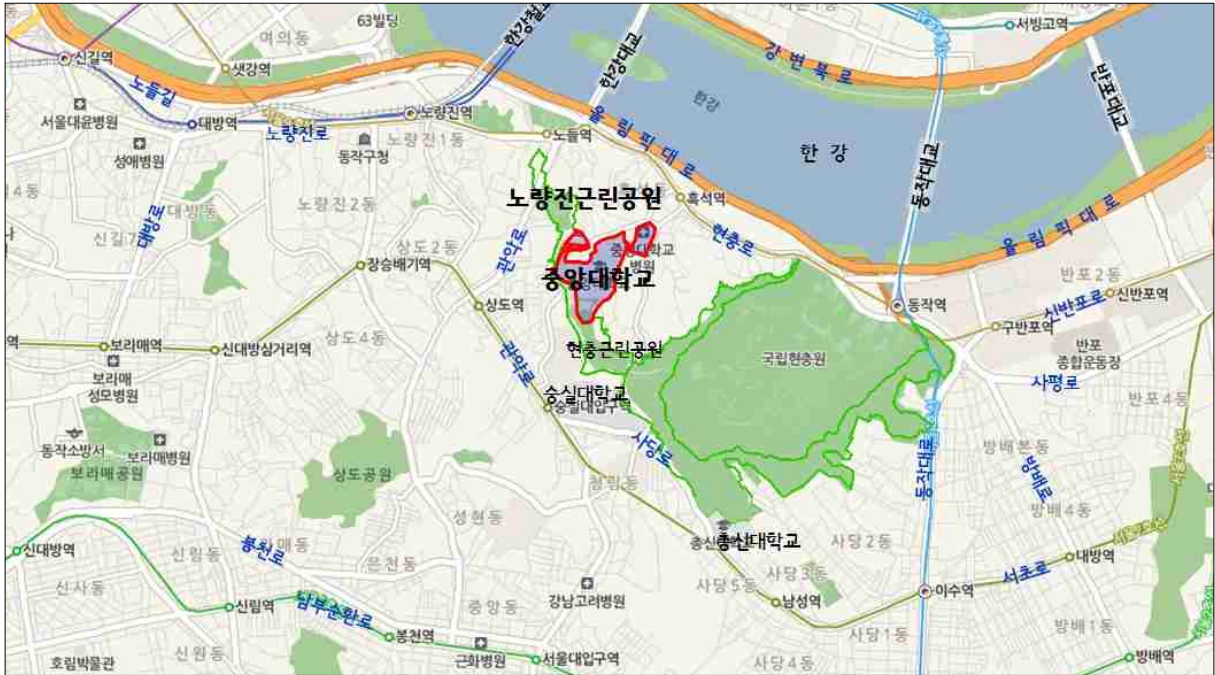 63빌딩
여의동
한강철교
서빙고역
신길역
샛강역
한강대교
강변북로
반포대교
노들길
서울대윤병원
대방역
노량진역
노량진로
노량진1동
노들역
올림픽대로
한강
한 강
동작대교
성애병원
동작구청
대방동
노량진2동
노량진근린공원
흑석역
신길7동
대방로
상도2동
관악로
현충로
올림픽대로
중앙대학교
병원
장승배기역
중앙대학교
반포2동
신반포역
신반포로
상도역
동작역
구반포역
보라매역
신대방삼거리역
상도4동
현충근린공원
국립현충원
반포
종합운동장
보라매
성모병원
관악로
숭실대학교
숭실대입구역
사평로
반포4동
동작소방서
보라매병원
보라매공원
상도공원
사당로
동작대로
방배본동
방배로
청림동
성현동
방배4동
총신대학교
사당2동
신대방역
신림동
봉천로
은천동
사당3동
사당5동
대방역
서초로
신사동
신림역
남부순환로
중앙동
강남고려병원
남성역
이수역
봉천역
사당1동
방배1동
호림박물관
신원동
근화병원
서울대입구역
사당4동
방배역